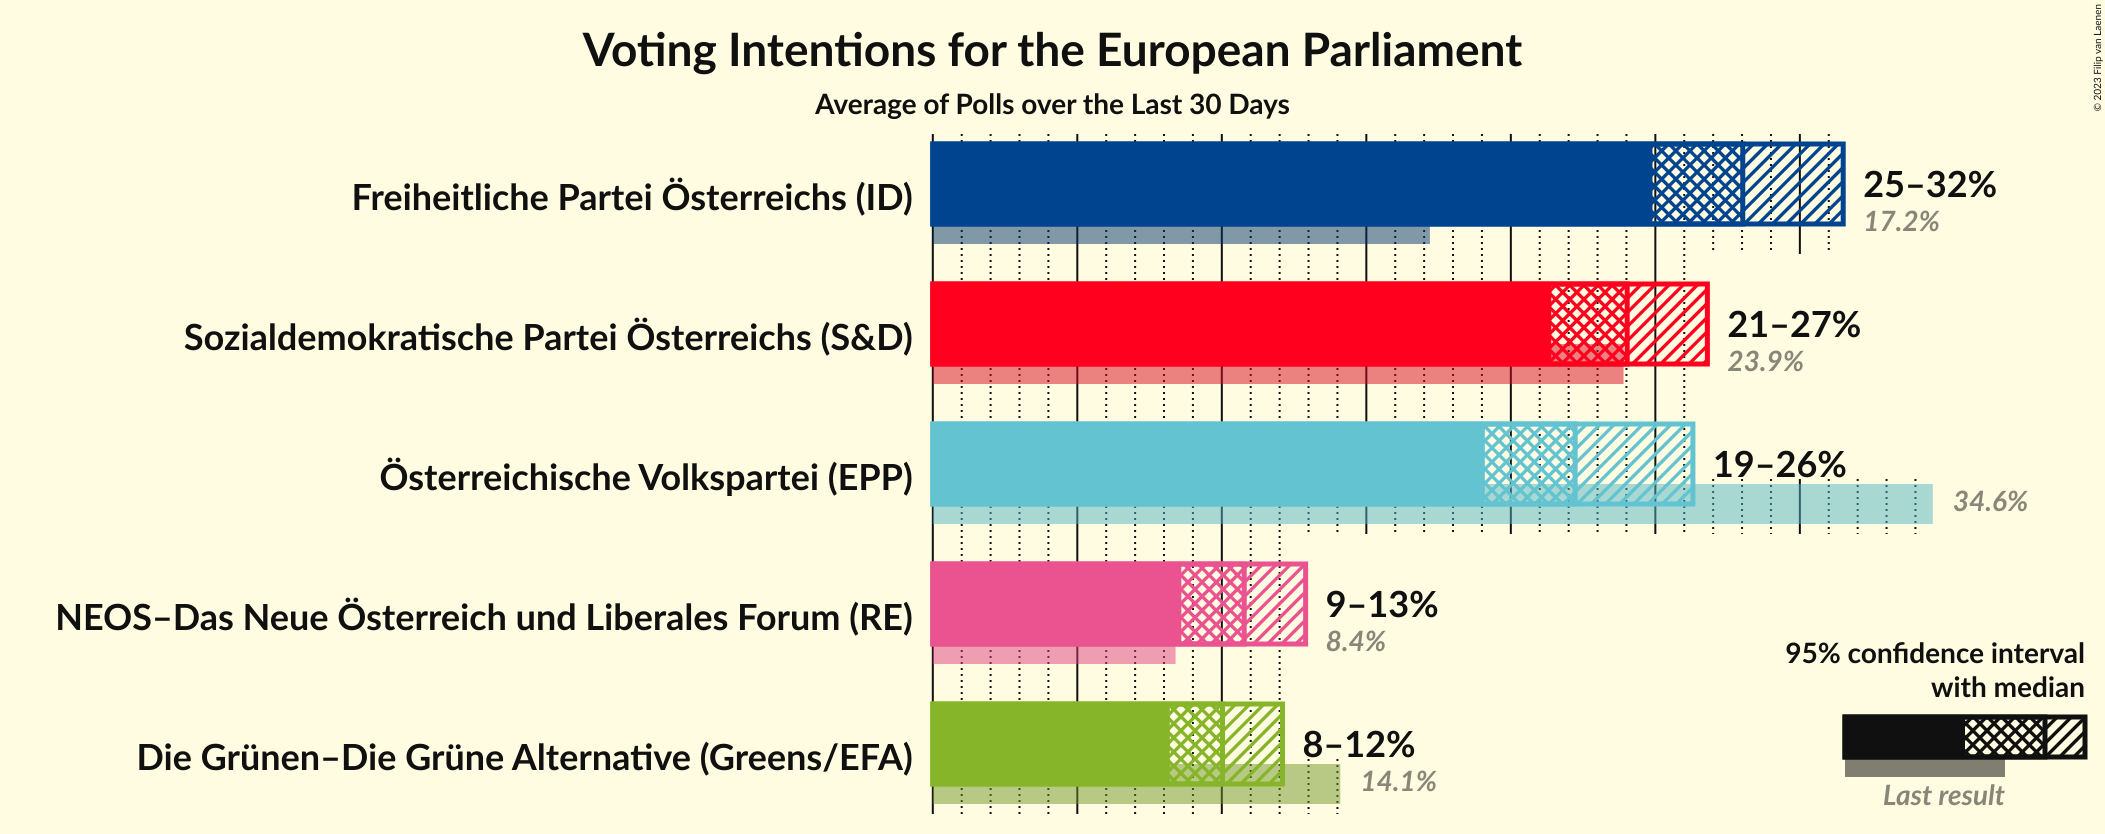 Voting Intentions for the European Parliament
Average of Polls over the Last 30 Days
© 2023 Filip van Laenen
Freiheitliche Partei Österreichs (ID)
25–32%
17.2%
Sozialdemokratische Partei Österreichs (S&D)
21–27%
23.9%
Österreichische Volkspartei (EPP)
19–26%
34.6%
NEOS–Das Neue Österreich und Liberales Forum (RE)
9–13%
8.4%
Die Grünen–Die Grüne Alternative (Greens/EFA)
8–12%
14.1%
95% confidence interval
with median
Last result